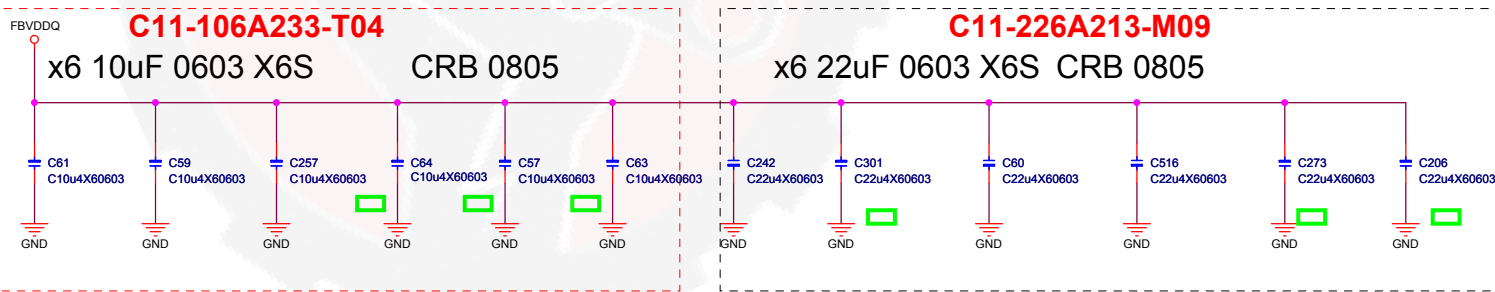 FBVDDQ
C11-106A233-T04
C11-226A213-M09
x6 10uF 0603 X6S CRB 0805
x6 22uF 0603 X6S CRB 0805
C61
C10u4X60603
C59
C10u4X60603
C257
C10u4X60603
C64
C10u4X60603
C57
C10u4X60603
C63
C10u4X60603
C242
C22u4X60603
C301
C22u4X60603
C60
C22u4X60603
C516
C22u4X60603
C273
C22u4X60603
C206
C22u4X60603
GND
GND
GND
GND
GND
GND
GND
GND
GND
GND
GND
GND